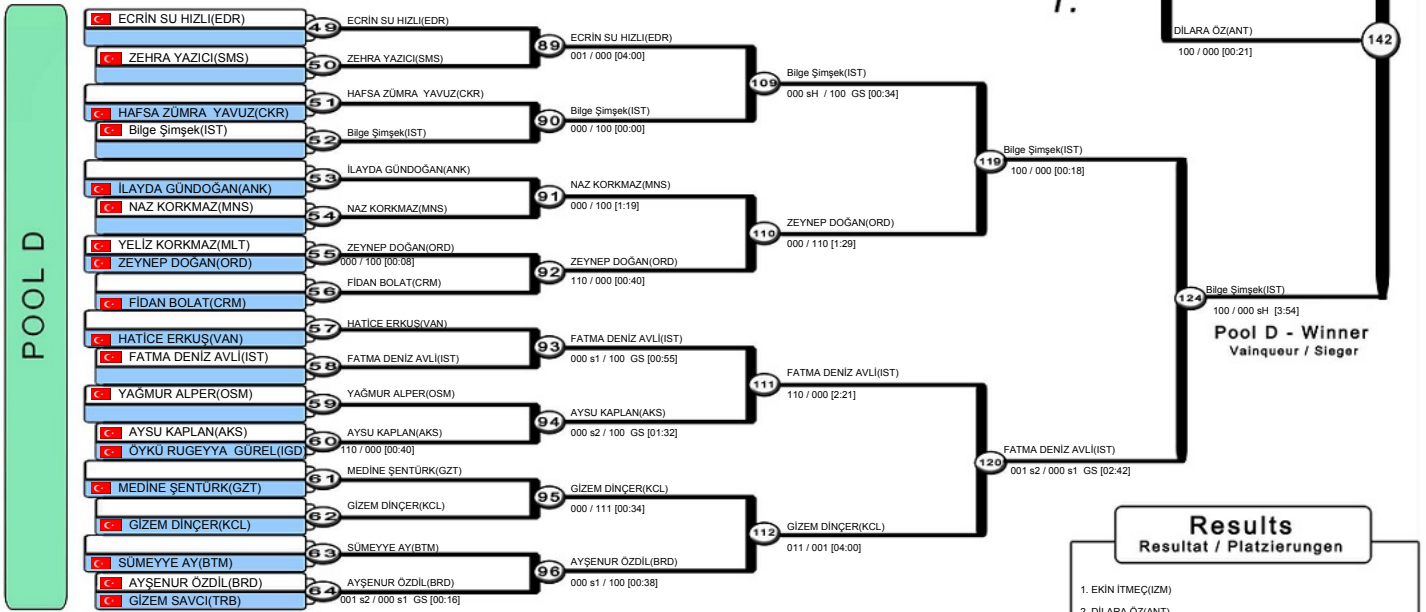 POOL D
ECRİN SU HIZLI(EDR)
ZEHRA YAZICI(SMS)
HAFSA ZÜMRA  YAVUZ(CKR)
Bilge Şimşek(IST)
İLAYDA GÜNDOĞAN(ANK)
NAZ KORKMAZ(MNS)
YELİZ KORKMAZ(MLT)
ZEYNEP DOĞAN(ORD)
FİDAN BOLAT(CRM)
HATİCE ERKUŞ(VAN)
FATMA DENİZ AVLİ(IST)
YAĞMUR ALPER(OSM)
AYSU KAPLAN(AKS)
ÖYKÜ RUGEYYA  GÜREL(IGD)
MEDİNE ŞENTÜRK(GZT)
GİZEM DİNÇER(KCL)
SÜMEYYE AY(BTM)
AYŞENUR ÖZDİL(BRD)
GİZEM SAVCI(TRB)
49
ECRİN SU HIZLI(EDR)
50
ZEHRA YAZICI(SMS)
51
HAFSA ZÜMRA  YAVUZ(CKR)
52
Bilge Şimşek(IST)
53
İLAYDA GÜNDOĞAN(ANK)
54
NAZ KORKMAZ(MNS)
55
ZEYNEP DOĞAN(ORD)
000 / 100 [00:08]
56
FİDAN BOLAT(CRM)
57
HATİCE ERKUŞ(VAN)
58
FATMA DENİZ AVLİ(IST)
59
YAĞMUR ALPER(OSM)
60
AYSU KAPLAN(AKS)
110 / 000 [00:40]
61
MEDİNE ŞENTÜRK(GZT)
62
GİZEM DİNÇER(KCL)
63
SÜMEYYE AY(BTM)
64
AYŞENUR ÖZDİL(BRD)
001 s2 / 000 s1  GS [00:16]
89
ECRİN SU HIZLI(EDR)
001 / 000 [04:00]
90
Bilge Şimşek(IST)
000 / 100 [00:00]
91
NAZ KORKMAZ(MNS)
000 / 100 [1:19]
92
ZEYNEP DOĞAN(ORD)
110 / 000 [00:40]
93
FATMA DENİZ AVLİ(IST)
000 s1 / 100  GS [00:55]
94
AYSU KAPLAN(AKS)
000 s2 / 100  GS [01:32]
95
GİZEM DİNÇER(KCL)
000 / 111 [00:34]
96
AYŞENUR ÖZDİL(BRD)
000 s1 / 100 [00:38]
109
Bilge Şimşek(IST)
000 sH  / 100  GS [00:34]
110
ZEYNEP DOĞAN(ORD)
000 / 110 [1:29]
111
FATMA DENİZ AVLİ(IST)
110 / 000 [2:21]
112
GİZEM DİNÇER(KCL)
011 / 001 [04:00]
119
Bilge Şimşek(IST)
100 / 000 [00:18]
120
FATMA DENİZ AVLİ(IST)
001 s2 / 000 s1  GS [02:42]
124
Bilge Şimşek(IST)
100 / 000 sH  [3:54]
Pool D - Winner
Vainqueur / Sieger
DİLARA ÖZ(ANT)
100 / 000 [00:21]
142
Results
Resultat / Platzierungen
1. EKİN İTMEÇ(IZM)
2. DİLARA ÖZ(ANT)